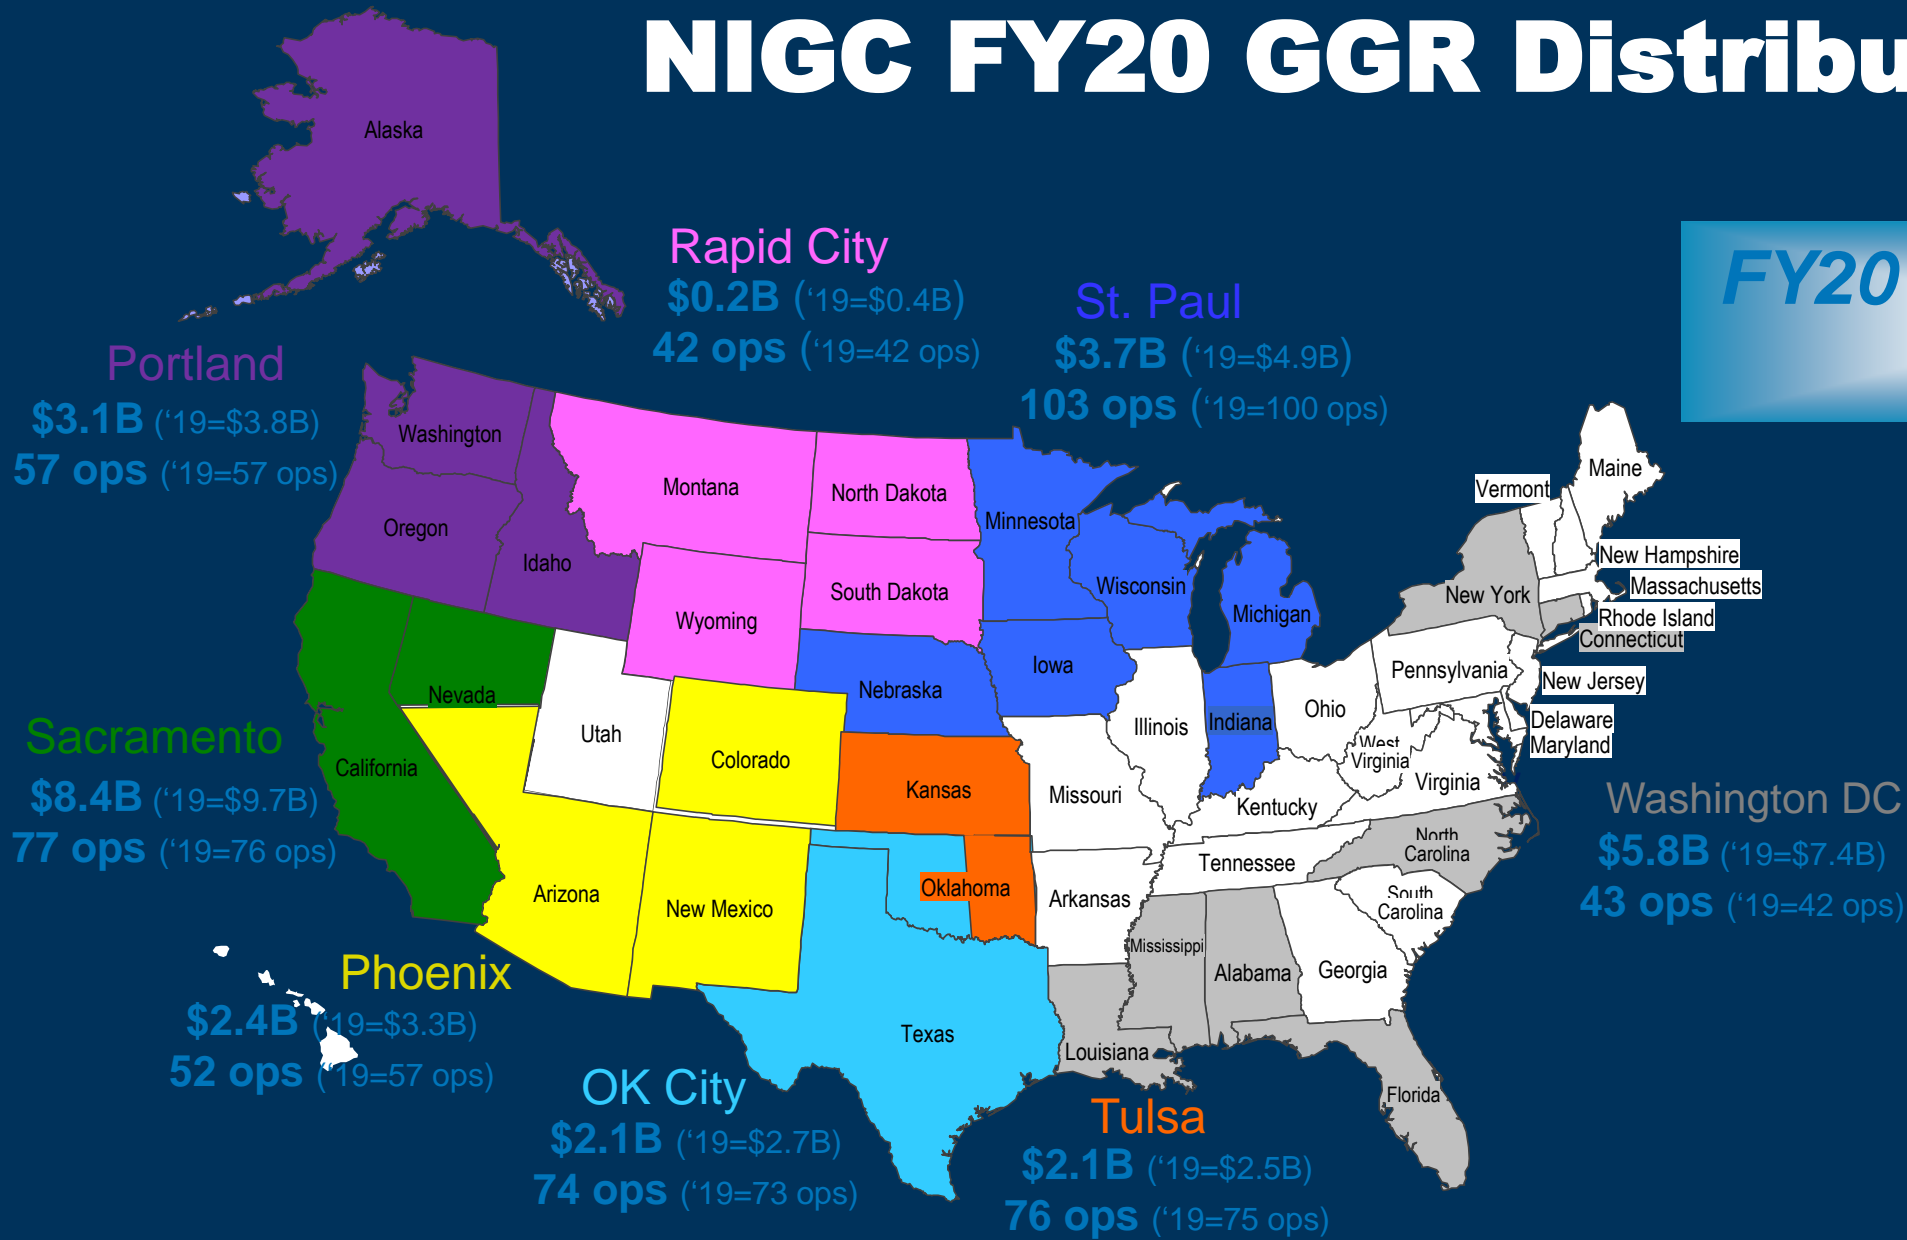 NIGC FY20 GGR Distribu
Alaska
Rapid City
$0.2B (‘19=$0.4B)
42 ops (‘19=42 ops)
St. Paul
$3.7B (‘19=$4.9B)
103 ops (‘19=100 ops)
FY20
Portland
$3.1B (‘19=$3.8B)
57 ops (‘19=57 ops)
Washington
Oregon
Idaho
Montana
North Dakota
South Dakota
Wyoming
Minnesota
Wisconsin
Michigan
Iowa
Nebraska
Indiana
Illinois
Ohio
Maine
Vermont
New Hampshire
Massachusetts
New York
Rhode Island
Connecticut
Pennsylvania
New Jersey
Delaware
Maryland
West
Virginia
Virginia
Kentucky
Nevada
Utah
Colorado
Kansas
Missouri
California
Sacramento
$8.4B (‘19=$9.7B)
77 ops (‘19=76 ops)
Washington DC
$5.8B (‘19=$7.4B)
43 ops (‘19=42 ops)
North
Carolina
Tennessee
South
Carolina
Arizona
New Mexico
Oklahoma
Arkansas
Mississippi
Alabama
Georgia
Texas
Louisiana
Florida
Phoenix
$2.4B (‘19=$3.3B)
52 ops (‘19=57 ops)
OK City
$2.1B (‘19=$2.7B)
74 ops (‘19=73 ops)
Tulsa
$2.1B (‘19=$2.5B)
76 ops (‘19=75 ops)